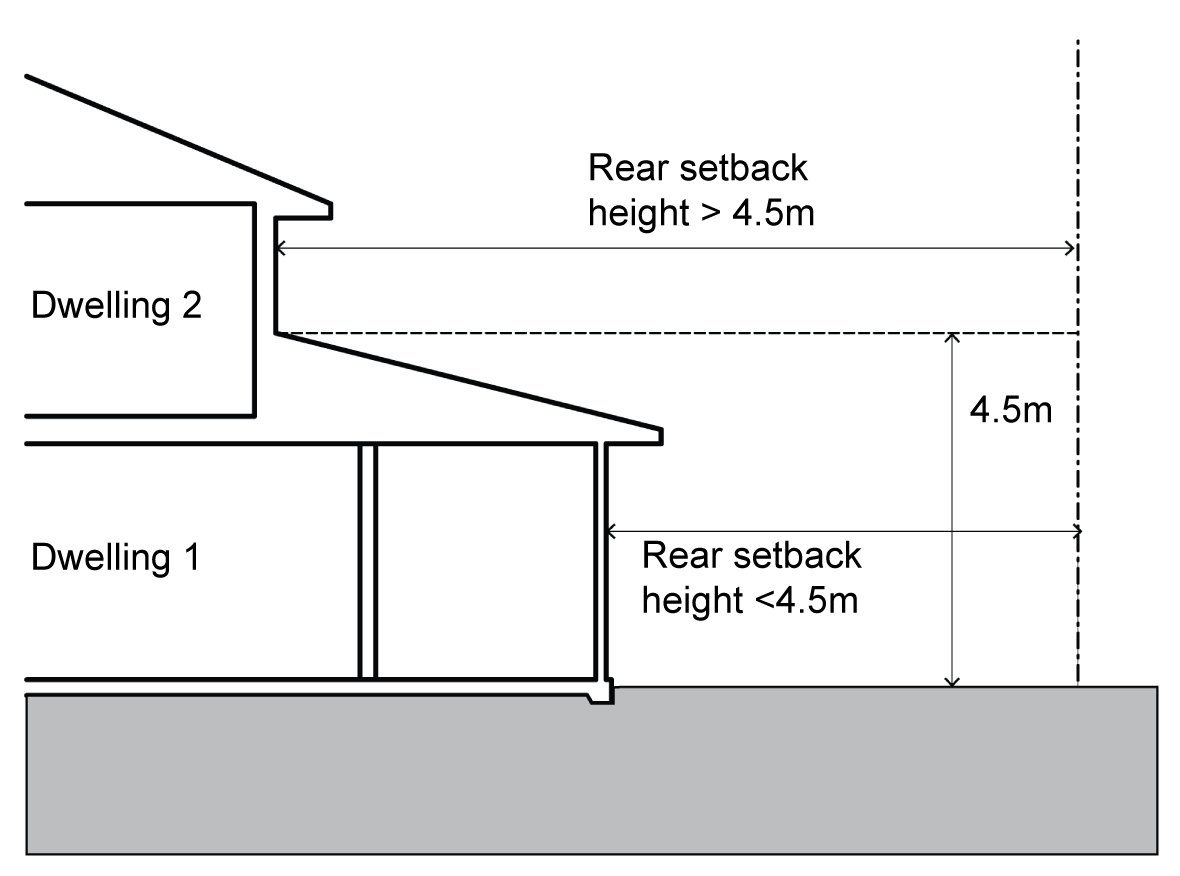 Rear setback
height > 4.5m
Dwelling 2
4.5m
Dwelling 1
Rear setback
height <4.5m